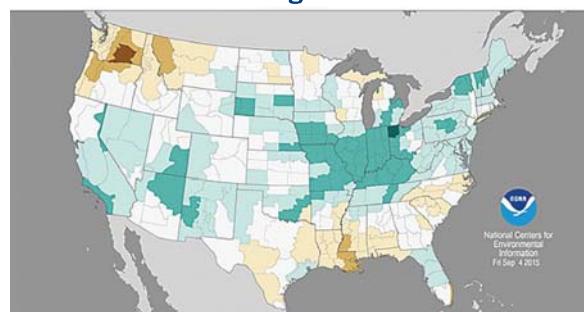 NOAA
National Centers for
Environmental
Information
Fri Sep 4 2015